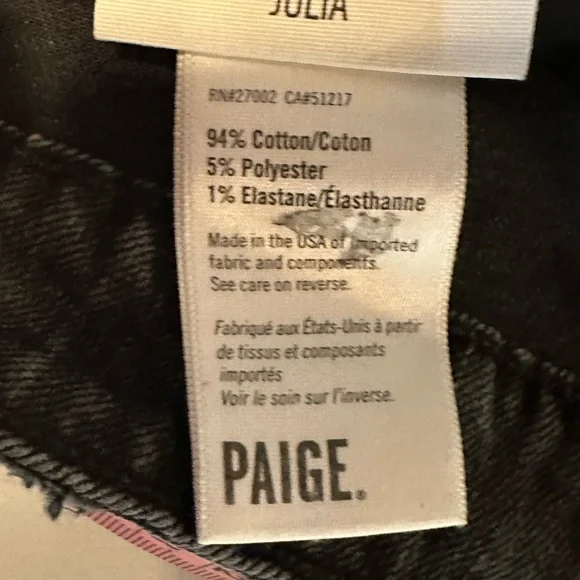 JULIA
RN#27002 CA#51217
94% Cotton/Coton
5% Polyester
1% Elastane/Élasthanne
Made in the USA of Imported
fabric and components.
See care on reverse.
Fabriqué aux États-Unis à partir
de tissus et composants
importés
Voir le soin sur l'inverse.
PAIGE.